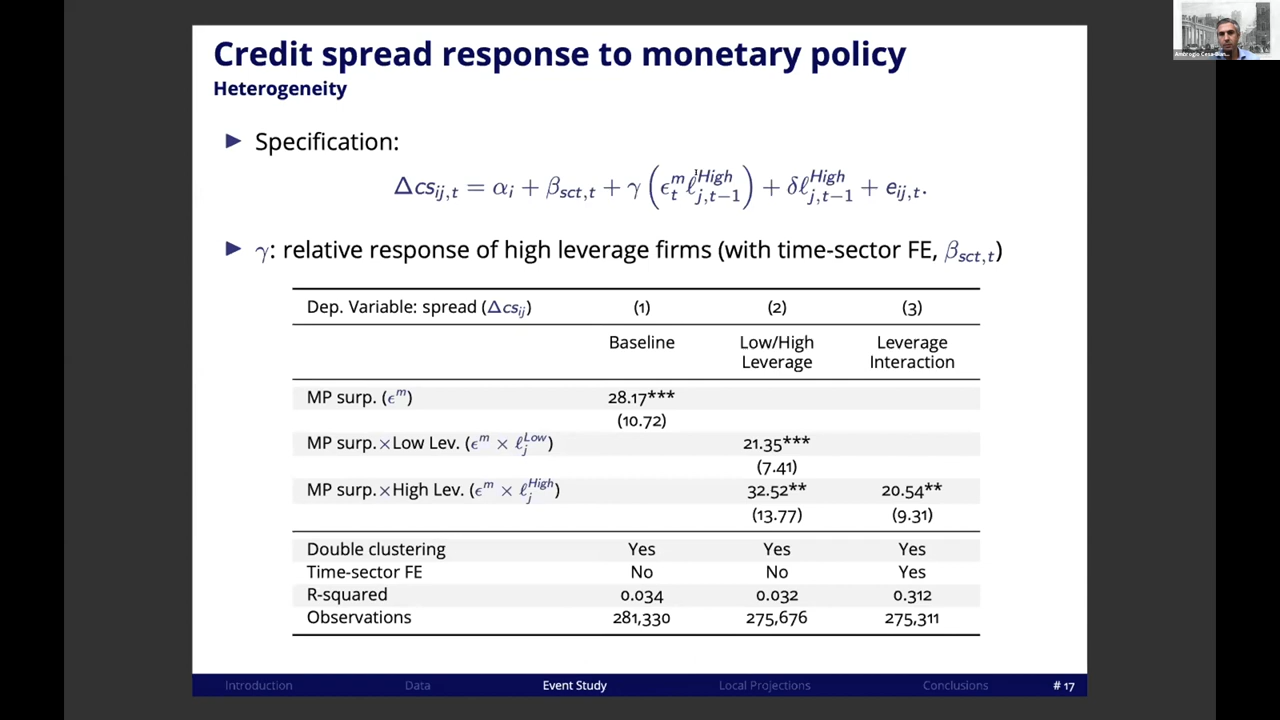 Credit spread response to monetary policy
Heterogeneity
▶ Specification:
Δcs_{ij,t} = α_i + β_{sct,t} + γ (ϵ_t^m ℓ_{j,t−1}^{High}) + δℓ_{j,t−1}^{High} + e_{ij,t}.
▶ γ: relative response of high leverage firms (with time-sector FE, β_{sct,t})
Dep. Variable: spread (Δcs_{ij}) (1) (2) (3)
Baseline Low/High Leverage Leverage Interaction
MP surp. (ϵ^m) 28.17***
(10.72)
MP surp.×Low Lev. (ϵ^m × ℓ_j^{Low}) 21.35***
(7.41)
MP surp.×High Lev. (ϵ^m × ℓ_j^{High}) 32.52** 20.54**
(13.77) (9.31)
Double clustering Yes Yes Yes
Time-sector FE No No Yes
R-squared 0.034 0.032 0.312
Observations 281,330 275,676 275,311
Introduction Data Event Study Local Projections Conclusions # 17